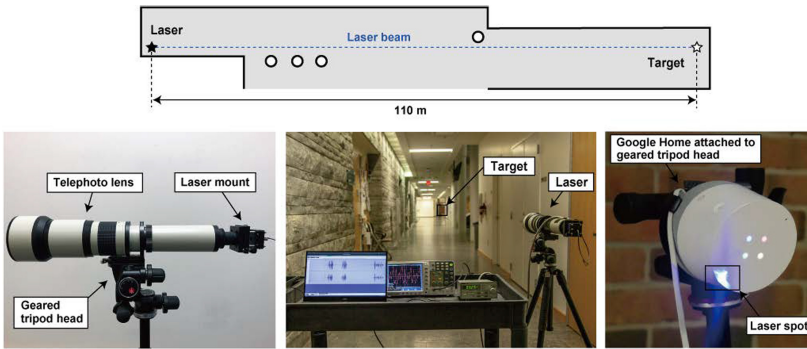 Laser
Laser beam
Target
110 m
Telephoto lens
Laser mount
Geared
tripod head
Target
Laser
Google Home attached to
geared tripod head
Laser spot